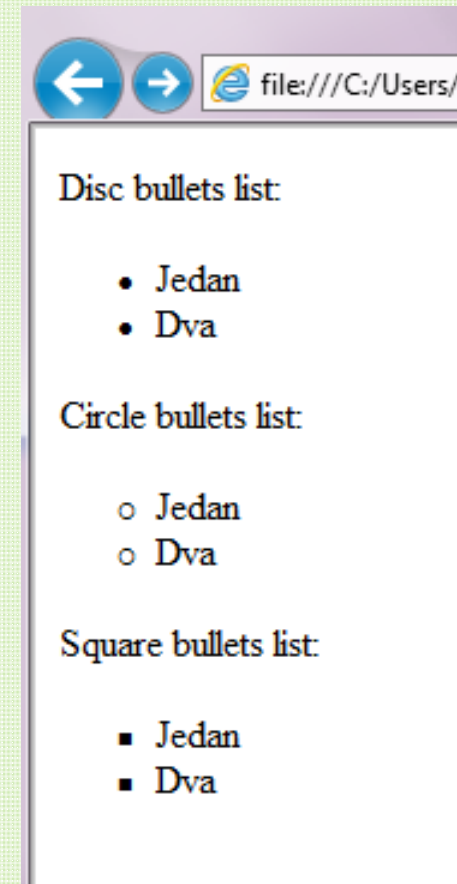 file:///C:/Users/
Disc bullets list:
• Jedan
• Dva
Circle bullets list:
○ Jedan
○ Dva
Square bullets list:
▪ Jedan
▪ Dva